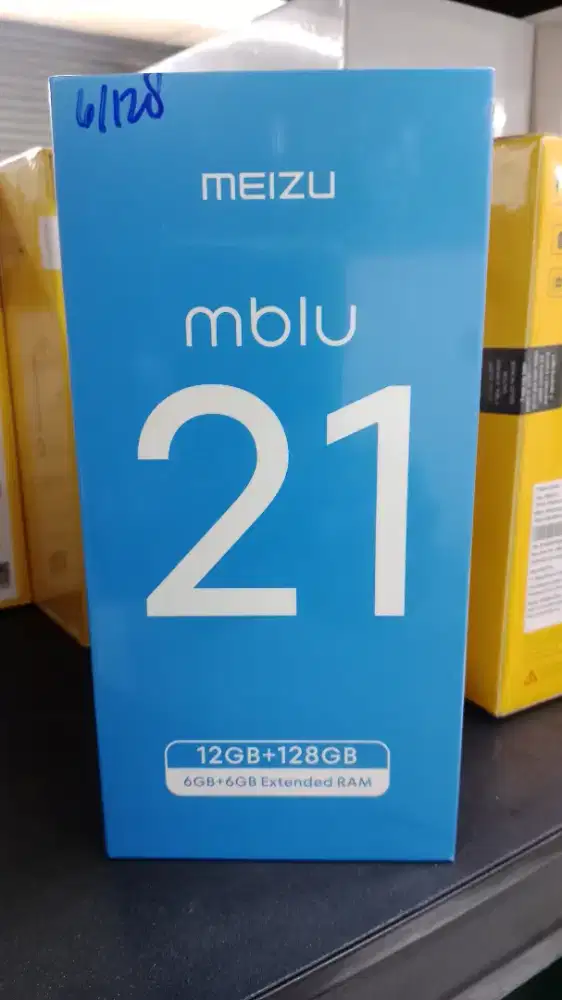 6/128
MEIZU
mblu
21
12GB+128GB
6GB+6GB Extended RAM